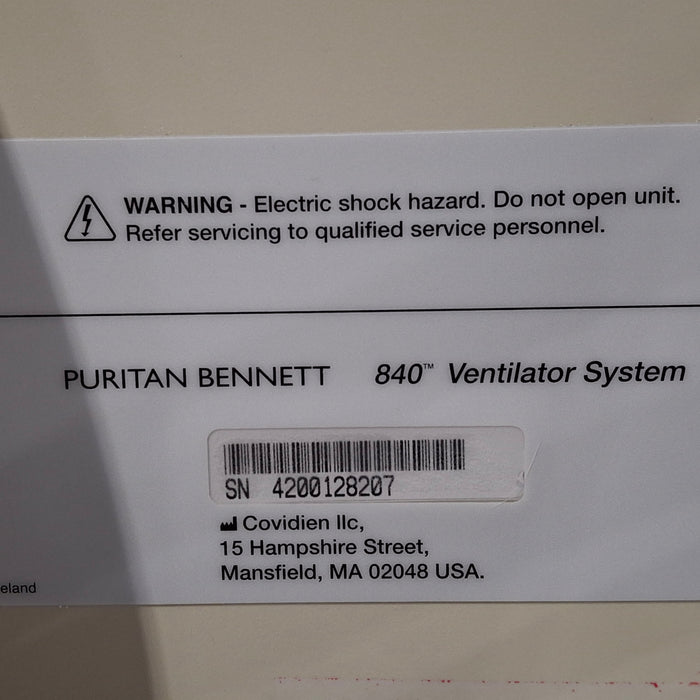 WARNING - Electric shock hazard. Do not open unit.
Refer servicing to qualified service personnel.
PURITAN BENNETT 840™ Ventilator System
SN 4200128207
Covidien llc,
15 Hampshire Street,
Mansfield, MA 02048 USA.
eland